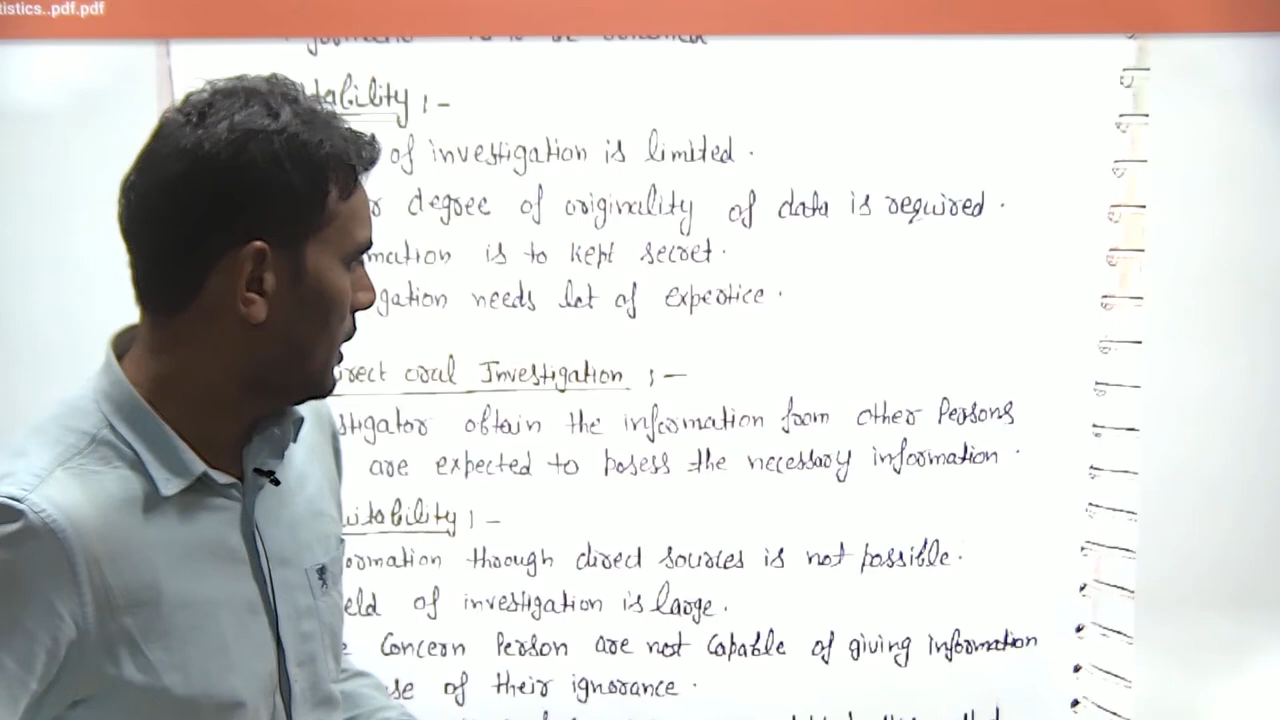 tistics..pdf.pdf
tability :-
of investigation is limited.
r degree of originality of data is required.
mation is to kept secret.
gation needs lot of expertice.
irect oral Investigation :-
stigator obtain the information from other Persons
are expected to posess the necessary information.
uitability :-
ormation through direct sources is not possible.
eld of investigation is large.
e Concern Person are not Capable of giving information
use of their ignorance.